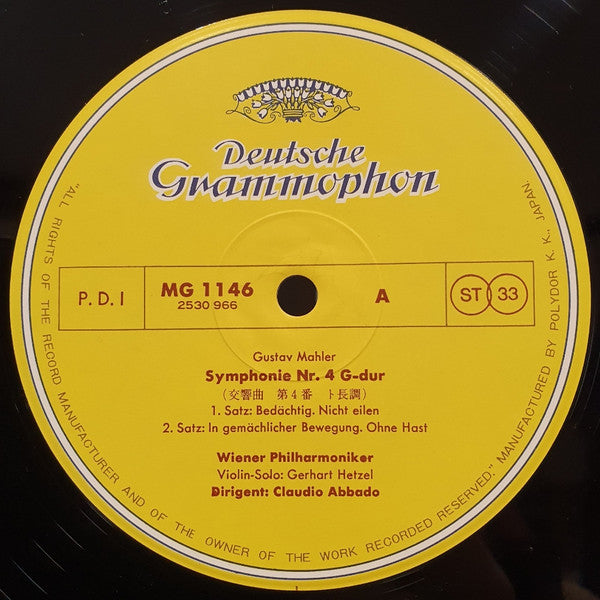 Deutsche
Grammophon
P. D. I
MG 1146
2530 966
A
ST 33
Gustav Mahler
Symphonie Nr. 4 G-dur
(交響曲 第4番 ト長調)
1. Satz: Bedächtig. Nicht eilen
2. Satz: In gemächlicher Bewegung. Ohne Hast
Wiener Philharmoniker
Violin-Solo: Gerhart Hetzel
Dirigent: Claudio Abbado
"ALL RIGHTS OF THE RECORD MANUFACTURER AND OF THE OWNER OF THE WORK RECORDED RESERVED." MANUFACTURED BY POLYDOR K. K., JAPAN.